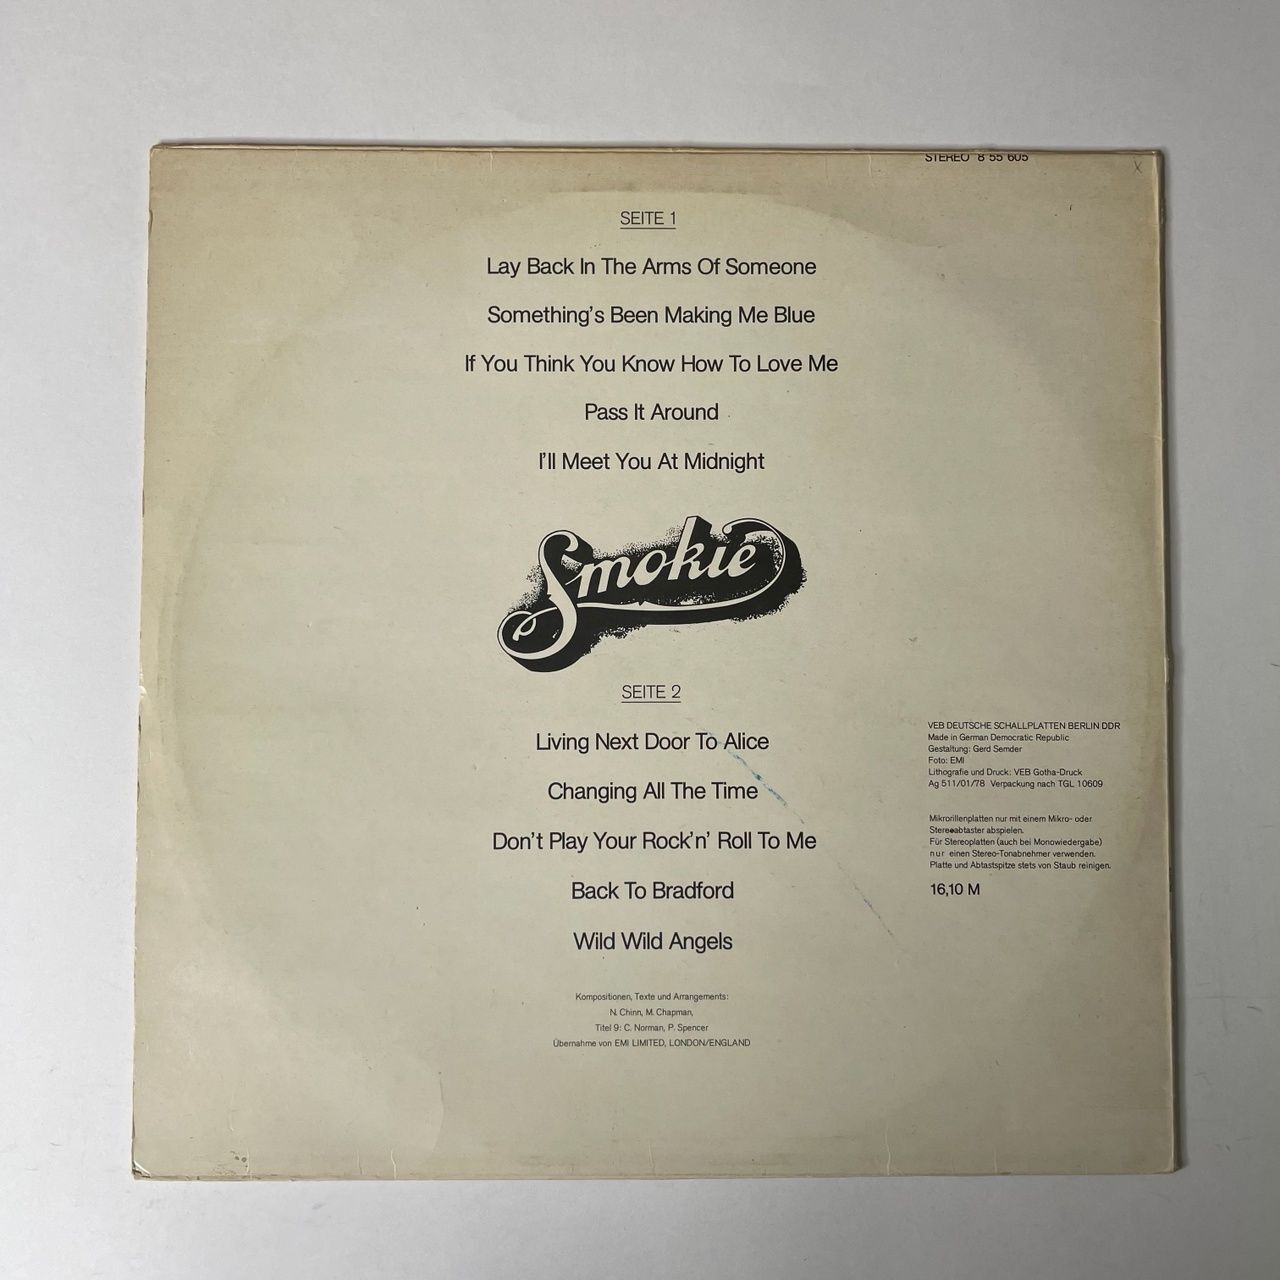 STEREO 8 55 605
X
SEITE 1
Lay Back In The Arms Of Someone
Something's Been Making Me Blue
If You Think You Know How To Love Me
Pass It Around
I'll Meet You At Midnight
Smokie
SEITE 2
Living Next Door To Alice
Changing All The Time
Don't Play Your Rock'n' Roll To Me
Back To Bradford
Wild Wild Angels
Kompositionen, Texte und Arrangements:
N. Chinn, M. Chapman,
Titel 9: C. Norman, P. Spencer
Übernahme von EMI LIMITED, LONDON/ENGLAND
VEB DEUTSCHE SCHALLPLATTEN BERLIN DDR
Made in German Democratic Republic
Gestaltung: Gerd Semder
Foto: EMI
Lithografie und Druck: VEB Gotha-Druck
Ag 511/01/78 Verpackung nach TGL 10609
Mikrorillenplatten nur mit einem Mikro- oder
Stereoabtaster abspielen.
Für Stereoplatten (auch bei Monowiedergabe)
nur einen Stereo-Tonabnehmer verwenden.
Platte und Abtastspitze stets von Staub reinigen.
16,10 M